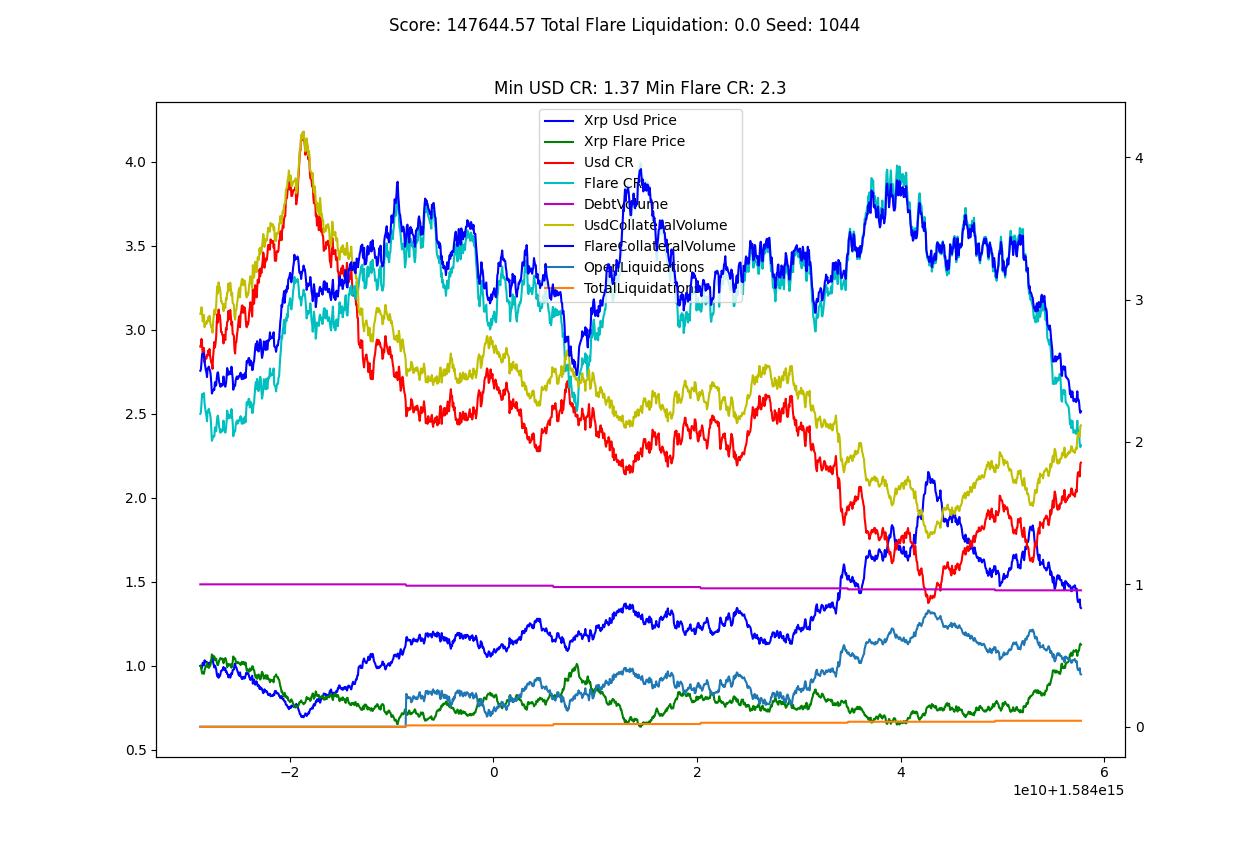 Score: 147644.57 Total Flare Liquidation: 0.0 Seed: 1044
Min USD CR: 1.37 Min Flare CR: 2.3
Xrp Usd Price
Xrp Flare Price
Usd CR
Flare CR
DebtVolume
UsdCollateralVolume
FlareCollateralVolume
OpenLiquidations
TotalLiquidations
4.0
3.5
3.0
2.5
2.0
1.5
1.0
0.5
4
3
2
1
0
−2
0
2
4
6
1e10+1.584e15